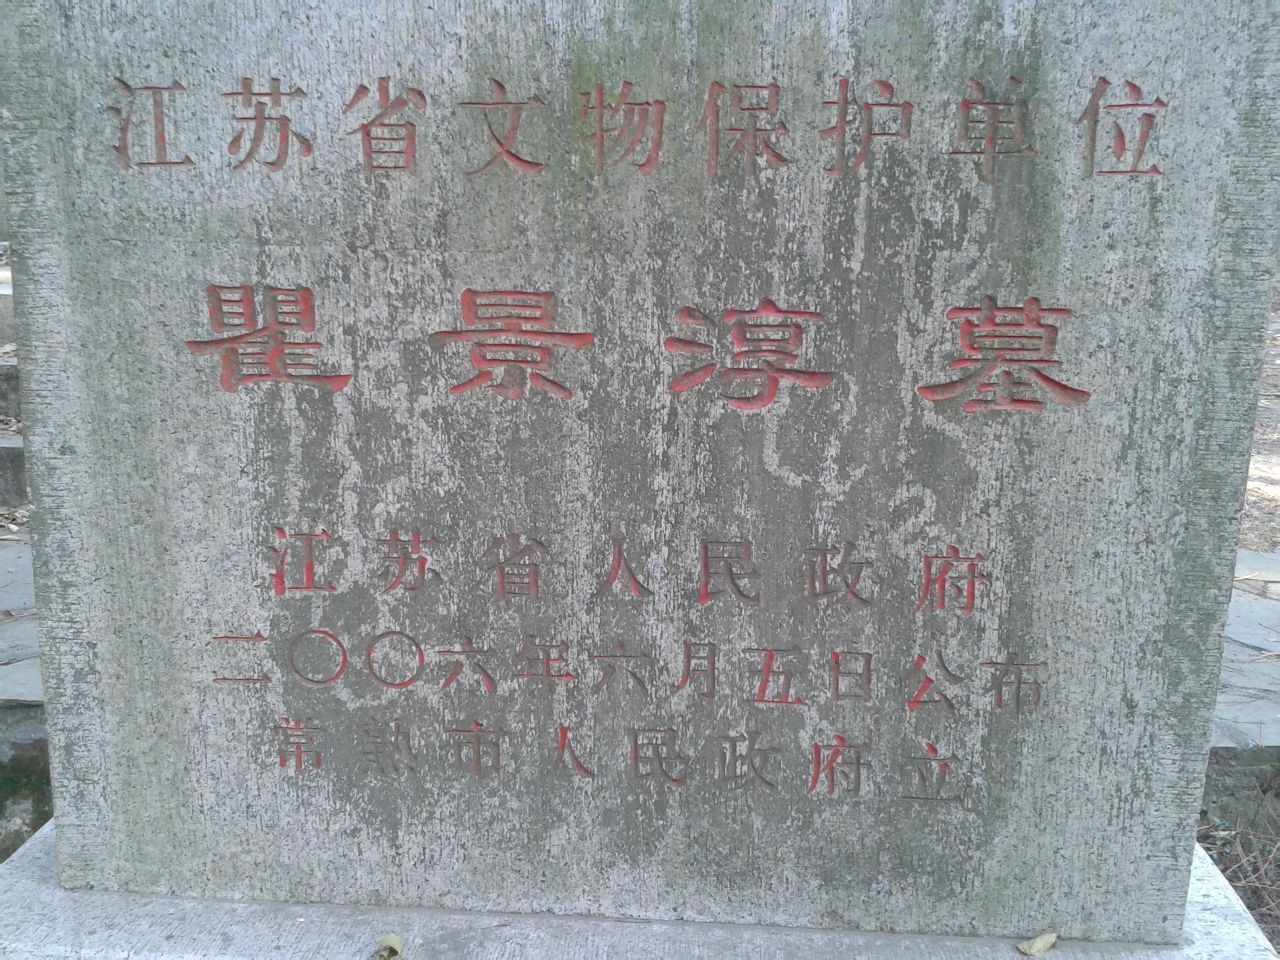 江苏省文物保护单位
瞿景淳墓
江苏省人民政府
二〇〇六年六月五日公布
常熟市人民政府立